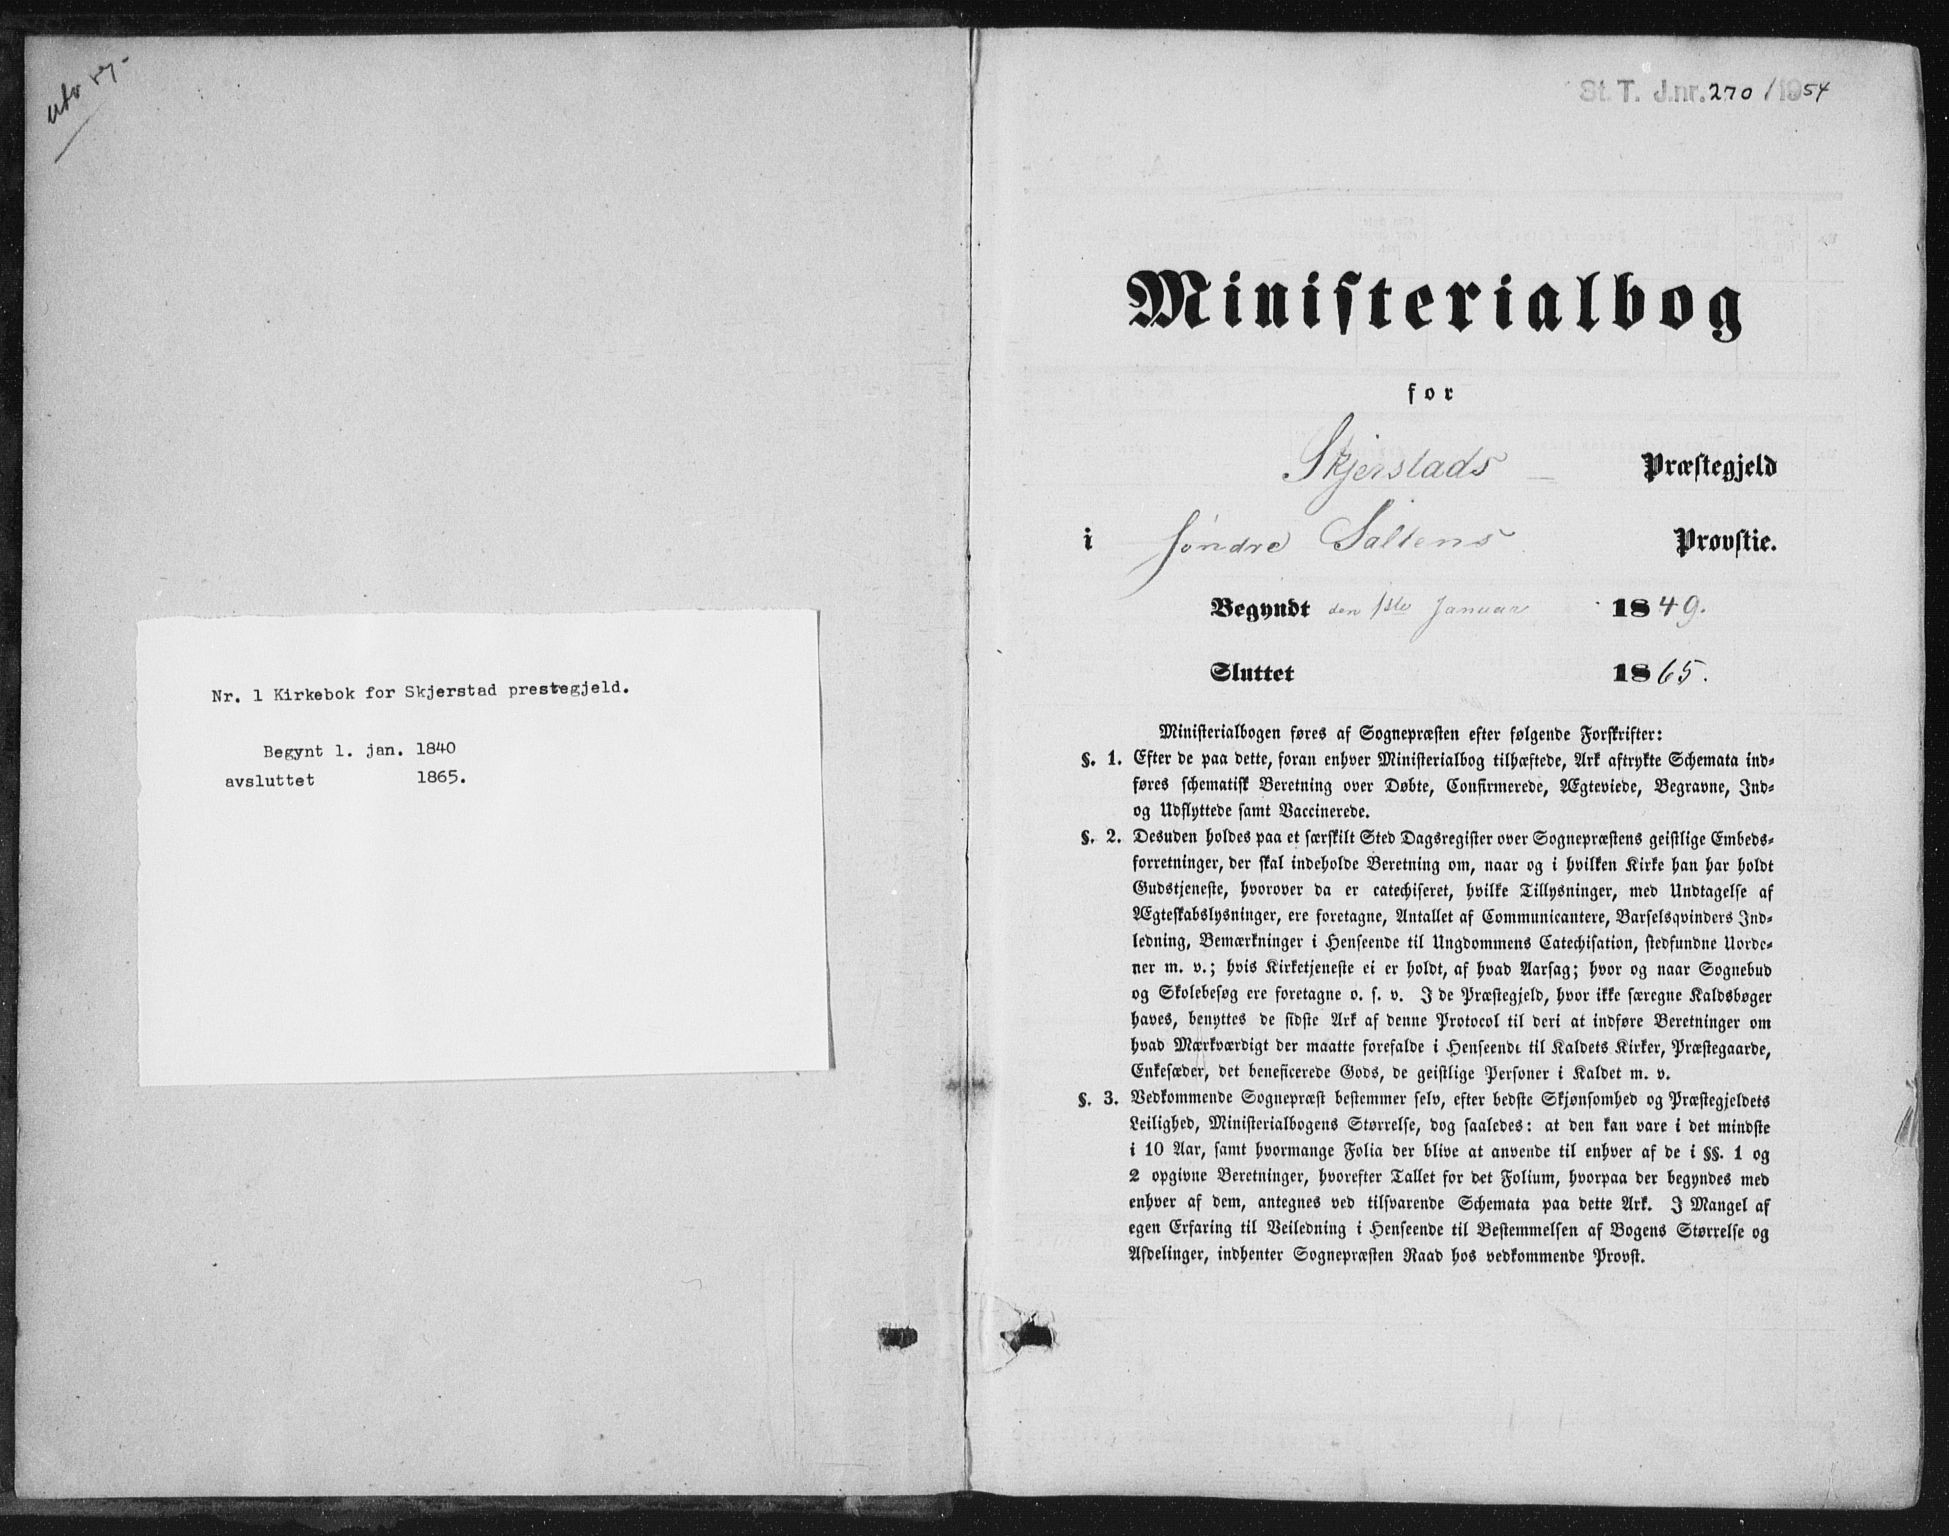 Nr. 1 Kirkebok for Skjerstad prestegjeld.
Begynt 1. jan. 1840
avsluttet 1865.
St. T. J.nr. 270 / 1954
Ministerialbog
for
Skjerstads Præstegjeld
i Søndre Saltens Provstie.
Begyndt den 1ste Januar 1849.
Sluttet 1865.
Ministerialbogen føres af Sognepræsten efter følgende Forskrifter:
§. 1. Efter de paa dette, foran enhver Ministerialbog tilhæftede, Ark aftrykte Schemata ind=
føres schematisk Beretning over Døbte, Confirmerede, Ægteviede, Begravne, Ind=
og Udflyttede samt Vaccinerede.
§. 2. Desuden holdes paa et særskilt Sted Dagsregister over Sognepræstens geistlige Embeds=
forretninger, der skal indeholde Beretning om, naar og i hvilken Kirke han har holdt
Gudstjeneste, hvorover da er catechiseret, hvilke Tillysninger, med Undtagelse af
Ægteskabslysninger, ere foretagne, Antallet af Communicantere, Barselqvinders Ind=
ledning, Bemærkninger i Henseende til Ungdommens Catechisation, stedfundne Uorde=
ner m. v.; hvis Kirketjeneste ei er holdt, af hvad Aarsag; hvor og naar Sognebud
og Skolebesøg ere foretagne o. s. v. I de Præstegjeld, hvor ikke særegne Kaldsbøger
haves, benyttes de sidste Ark af denne Protocol til deri at indføre Beretninger om
hvad Mærkværdigt der maatte forefalde i Henseende til Kaldets Kirker, Præstegaarde,
Enkesæder, det beneficerede Gods, de geistlige Personer i Kaldet m. v.
§. 3. Vedkommende Sognepræst bestemmer selv, efter bedste Skjønsomhed og Præstegjeldets
Leilighed, Ministerialbogens Størrelse, dog saaledes: at den kan vare i det mindste
i 10 Aar, samt hvormange Folia der blive at anvende til enhver af de i §§. 1 og
2 opgivne Beretninger, hvorefter Tallet for det Folium, hvorpaa der begyndes med
enhver af dem, antegnes ved tilsvarende Schemata paa dette Ark. I Mangel af
egen Erfaring til Veiledning i Henseende til Bestemmelsen af Bogens Størrelse og
Afdelinger, indhenter Sognepræsten Raad hos vedkommende Provst.